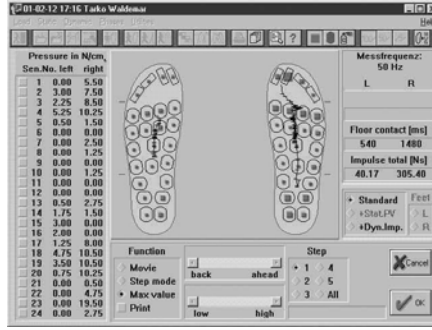 01-02-12 17:16 Tarko Waldemar
Load Stato Dynamic Phases Utilits Hel
Pressure in N/cm
Sen.No. left right
1 0.00 5.50
2 3.00 7.50
3 2.25 8.50
4 5.25 10.25
5 0.50 1.50
6 0.00 0.00
7 0.00 2.50
8 0.00 1.25
9 0.00 0.00
10 0.00 1.25
11 0.00 0.00
12 0.00 0.00
13 0.50 2.75
14 1.75 1.50
15 3.00 0.00
16 2.00 0.00
17 1.25 8.00
18 4.75 10.50
19 3.50 10.50
20 0.75 10.25
21 0.00 0.50
22 0.00 4.75
23 0.00 19.50
24 0.00 2.75
Messfrequenz:
50 Hz
L R
Floor contact [ms]
540 1480
Impulse total [Ns]
40.17 305.40
Standard
+Stat.PV
+Dyn.Imp.
Feet
L
R
Function
Movie
Step mode
Max value
Print
back ahead
low high
Step
1 4
2 5
3 All
Cancel
OK